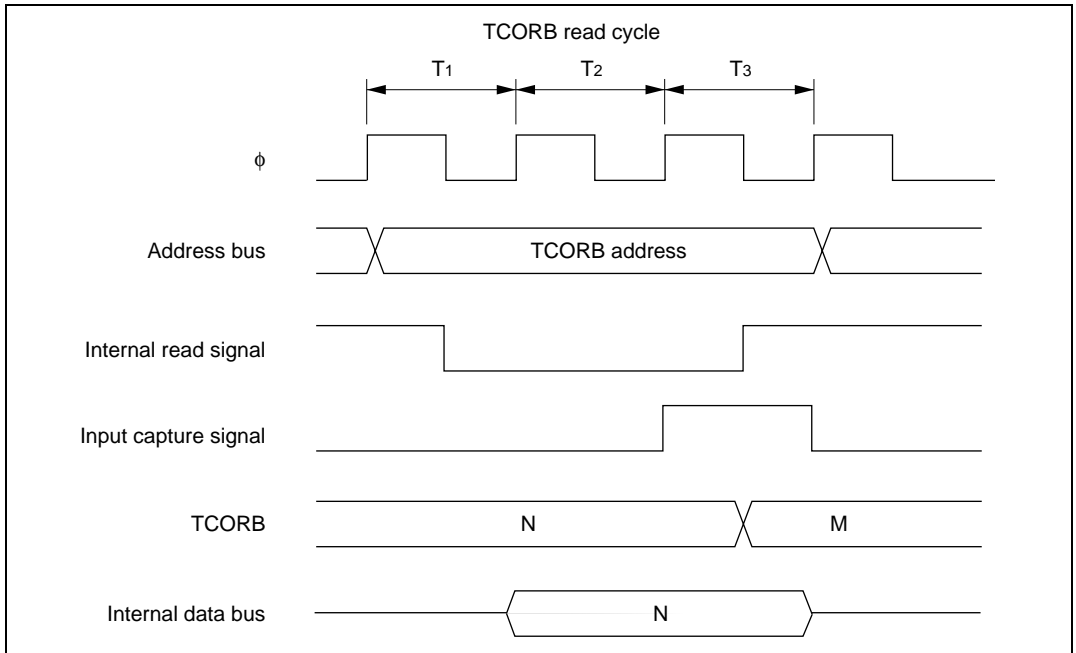 TCORB read cycle
T1 T2 T3
φ
Address bus TCORB address
Internal read signal
Input capture signal
TCORB N M
Internal data bus N